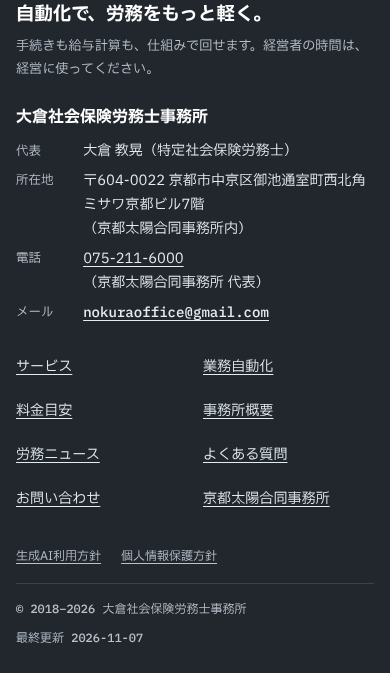 自動化で、労務をもっと軽く。
手続きも給与計算も、仕組みで回せます。経営者の時間は、
経営に使ってください。
大倉社会保険労務士事務所
代表 大倉 教晃（特定社会保険労務士）
所在地 〒604-0022 京都市中京区御池通室町西北角
ミサワ京都ビル7階
（京都太陽合同事務所内）
電話 075-211-6000
（京都太陽合同事務所 代表）
メール nokuraoffice@gmail.com
サービス 業務自動化
料金目安 事務所概要
労務ニュース よくある質問
お問い合わせ 京都太陽合同事務所
生成AI利用方針 個人情報保護方針
© 2018–2026 大倉社会保険労務士事務所
最終更新 2026-11-07